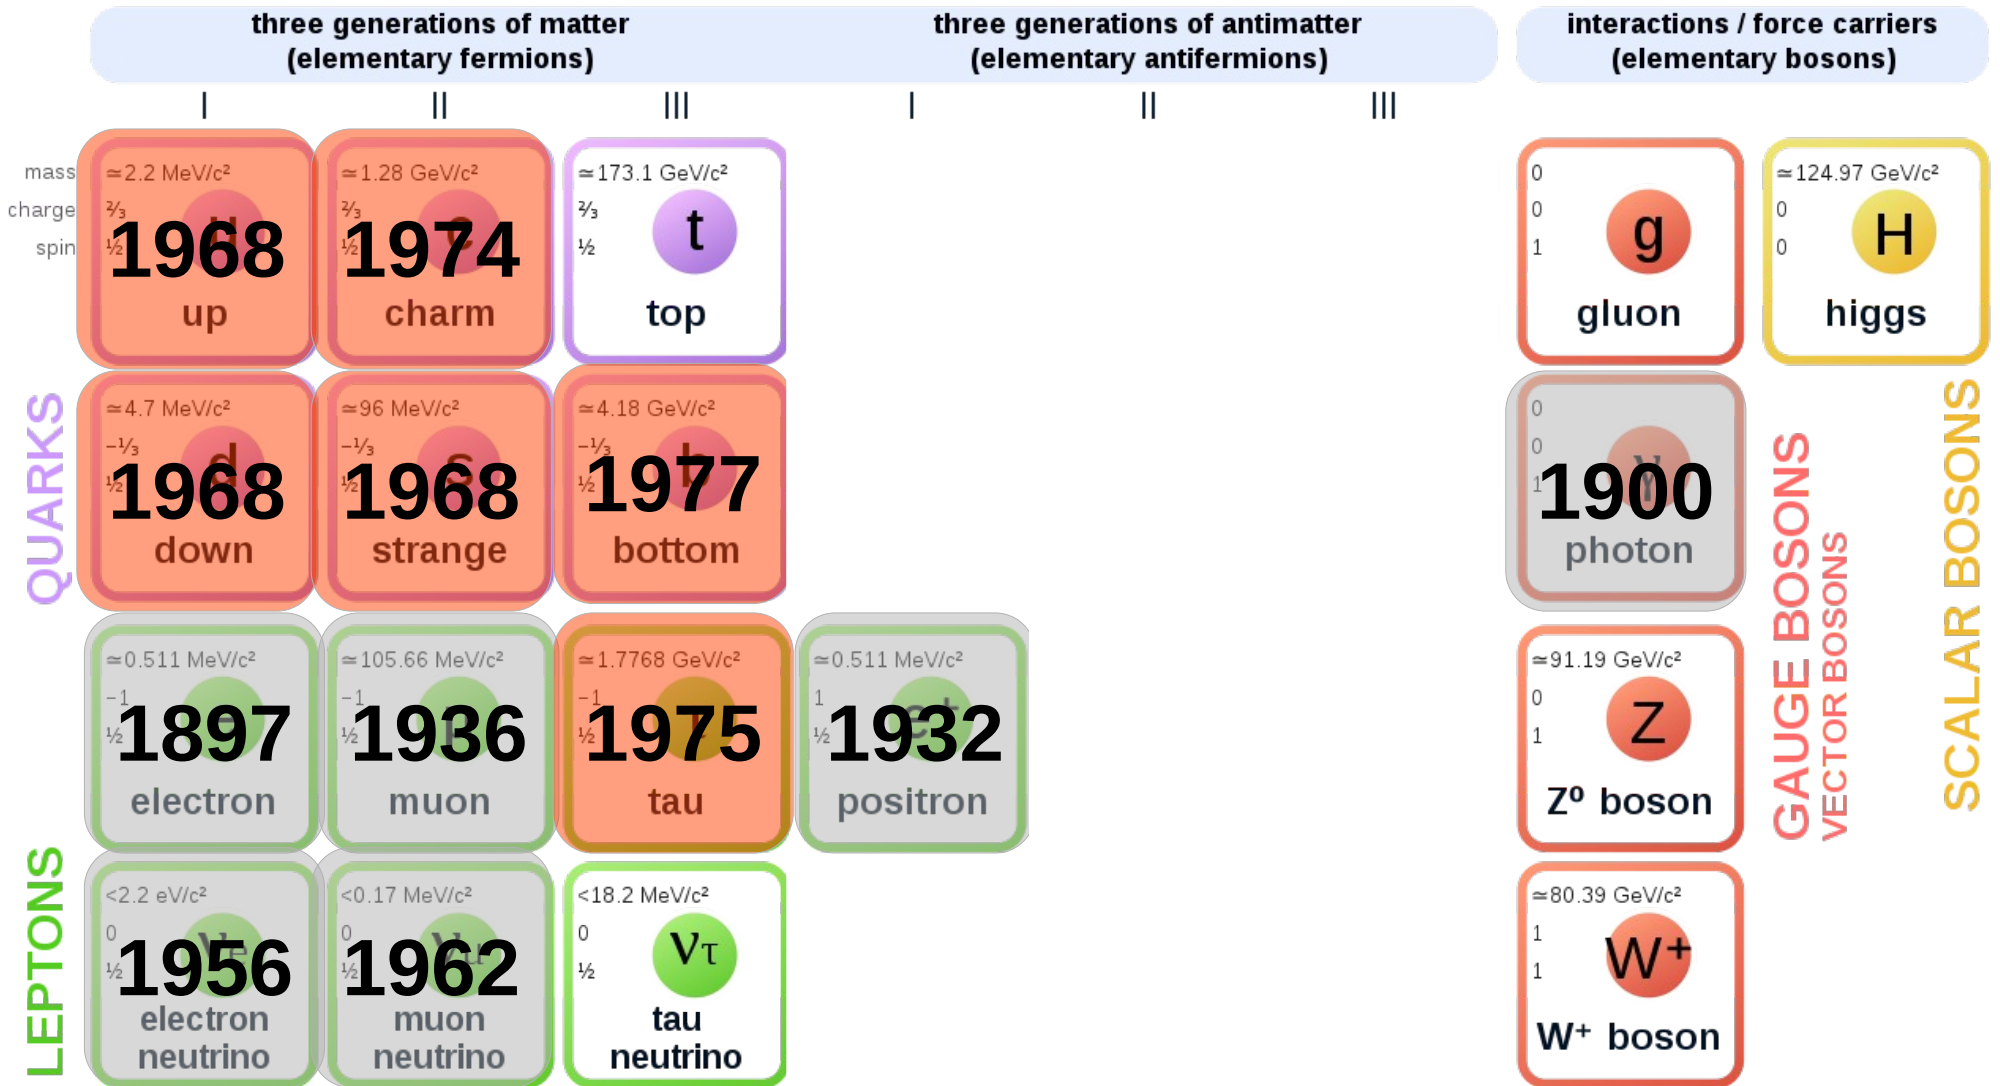 three generations of matter
(elementary fermions)
three generations of antimatter
(elementary antifermions)
interactions / force carriers
(elementary bosons)
I
II
III
I
II
III
mass
charge
spin
≃2.2 MeV/c²
⅔
½
u
1968
up
≃1.28 GeV/c²
⅔
½
c
1974
charm
≃173.1 GeV/c²
⅔
½
t
top
0
0
1
g
gluon
≃124.97 GeV/c²
0
0
H
higgs
QUARKS
≃4.7 MeV/c²
−⅓
½
d
1968
down
≃96 MeV/c²
−⅓
½
s
1968
strange
≃4.18 GeV/c²
−⅓
½
b
1977
bottom
0
0
1
γ
1900
photon
≃0.511 MeV/c²
−1
½
1897
electron
≃105.66 MeV/c²
−1
½
μ
1936
muon
≃1.7768 GeV/c²
−1
½
1975
tau
≃0.511 MeV/c²
1
½
e⁺
1932
positron
≃91.19 GeV/c²
0
1
Z
Z⁰ boson
GAUGE BOSONS
VECTOR BOSONS
SCALAR BOSONS
LEPTONS
<2.2 eV/c²
0
½
νe
1956
electron
neutrino
<0.17 MeV/c²
0
½
νμ
1962
muon
neutrino
<18.2 MeV/c²
0
½
ντ
tau
neutrino
≃80.39 GeV/c²
1
1
W⁺
W⁺ boson